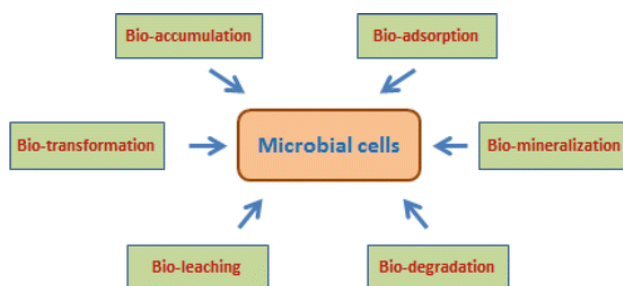 Bio-accumulation
Bio-adsorption
Bio-transformation
Microbial cells
Bio-mineralization
Bio-leaching
Bio-degradation